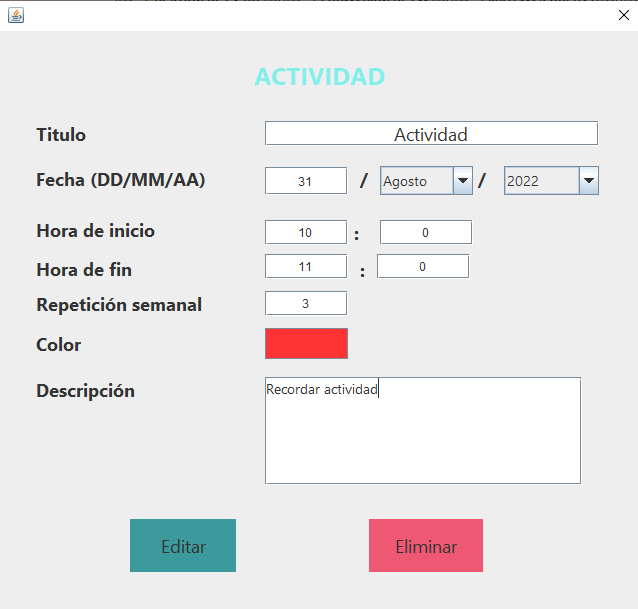 ACTIVIDAD
Titulo Actividad
Fecha (DD/MM/AA) 31 / Agosto / 2022
Hora de inicio 10 : 0
Hora de fin 11 : 0
Repetición semanal 3
Color
Descripción Recordar actividad
Editar Eliminar